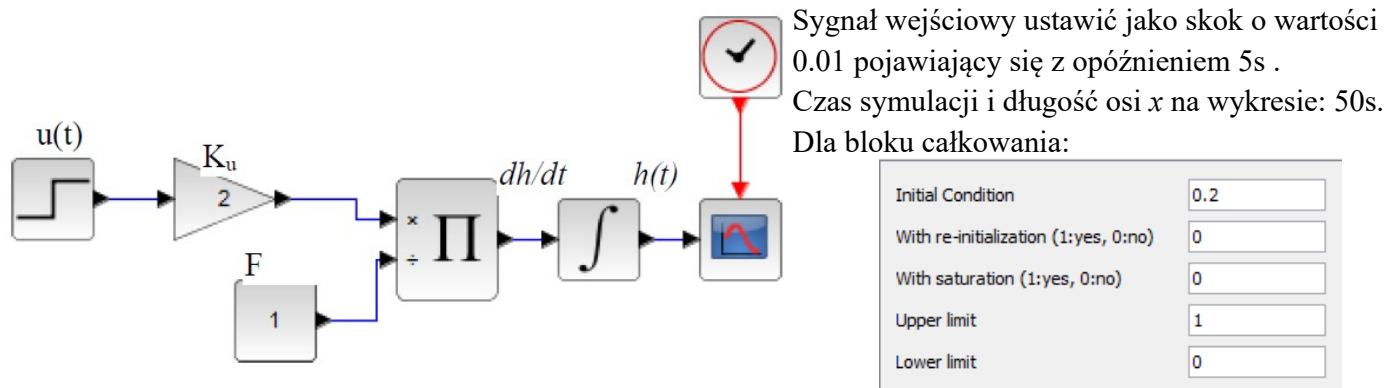 Sygnał wejściowy ustawić jako skok o wartości
0.01 pojawiający się z opóźnieniem 5s .
Czas symulacji i długość osi x na wykresie: 50s.
Dla bloku całkowania:
u(t)
Ku
2
F
1
×
÷
∏
dh/dt
∫
h(t)
Initial Condition 0.2
With re-initialization (1:yes, 0:no) 0
With saturation (1:yes, 0:no) 0
Upper limit 1
Lower limit 0